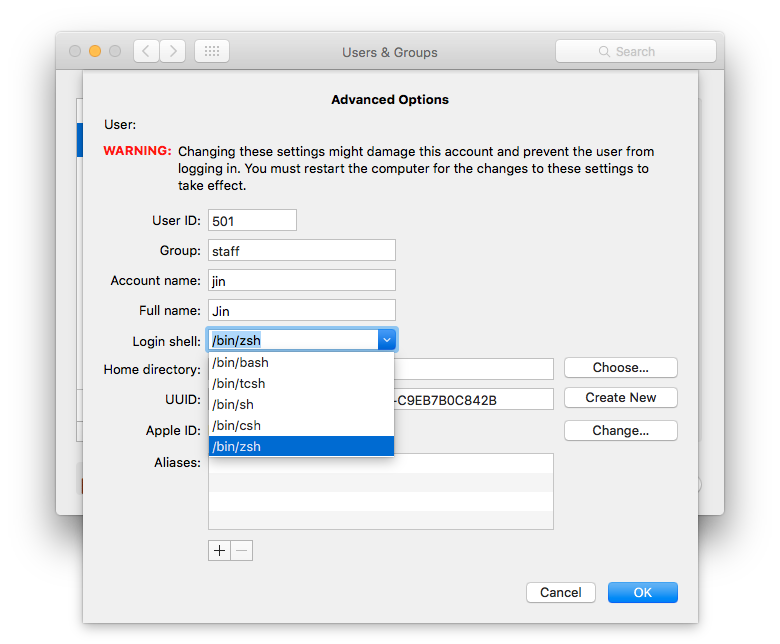 Users & Groups
Search
Advanced Options
User:
WARNING: Changing these settings might damage this account and prevent the user from
logging in. You must restart the computer for the changes to these settings to
take effect.
User ID: 501
Group: staff
Account name: jin
Full name: Jin
Login shell: /bin/zsh
/bin/bash
/bin/tcsh
/bin/sh
/bin/csh
/bin/zsh
Home directory: Choose...
UUID: -C9EB7B0C842B Create New
Apple ID: Change...
Aliases:
+ −
Cancel OK